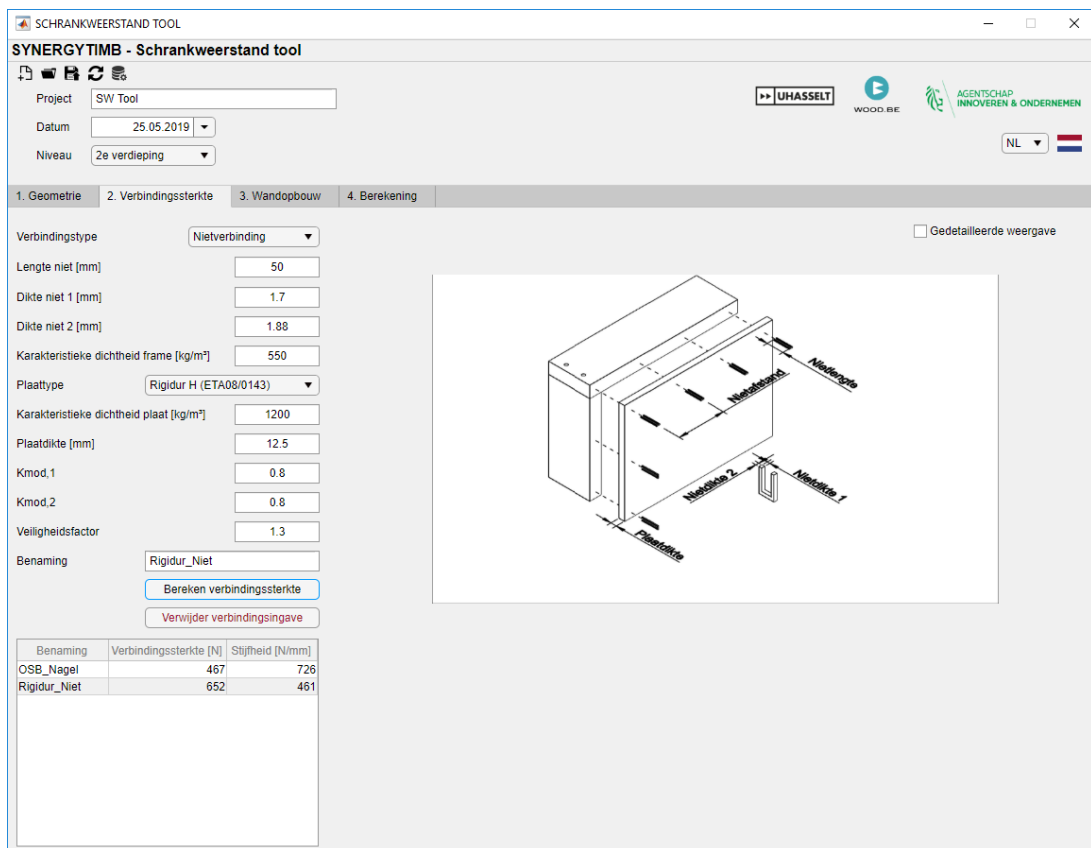 SCHRANKWEERSTAND TOOL
SYNERGYTIMB - Schrankweerstand tool
Project SW Tool
Datum 25.05.2019
Niveau 2e verdieping
UHASSELT
WOOD.BE
AGENTSCHAP
INNOVEREN & ONDERNEMEN
NL
1. Geometrie 2. Verbindingssterkte 3. Wandopbouw 4. Berekening
Verbindingstype Nietverbinding
Lengte niet [mm] 50
Dikte niet 1 [mm] 1.7
Dikte niet 2 [mm] 1.88
Karakteristieke dichtheid frame [kg/m³] 550
Plaattype Rigidur H (ETA08/0143)
Karakteristieke dichtheid plaat [kg/m³] 1200
Plaatdikte [mm] 12.5
Kmod,1 0.8
Kmod,2 0.8
Veiligheidsfactor 1.3
Benaming Rigidur_Niet
Bereken verbindingssterkte
Verwijder verbindingsingave
Benaming Verbindingssterkte [N] Stijfheid [N/mm]
OSB_Nagel 467 726
Rigidur_Niet 652 461
Gedetailleerde weergave
Nietlengte
Nietafstand
Nietdikte 2
Nietdikte 1
Plaatdikte